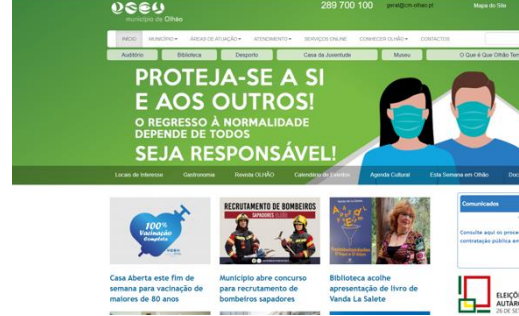 289 700 100 geral@cm-olhao.pt Mapa do Site
município de Olhão
INÍCIO MUNICÍPIO ÁREAS DE ATUAÇÃO ATENDIMENTO SERVIÇOS ONLINE CONHECER OLHÃO CONTACTOS
Auditório Biblioteca Desporto Casa da Juventude Museu O Que é Que Olhão Tem
PROTEJA-SE A SI
E AOS OUTROS!
O REGRESSO À NORMALIDADE
DEPENDE DE TODOS
SEJA RESPONSÁVEL!
Locais de Interesse Gastronomia Revista OLHÃO Calendário de Eventos Agenda Cultural Esta Semana em Olhão Doc
100%
Vacinação
Completa
RECRUTAMENTO DE BOMBEIROS
SAPADORES
Comunicados
Consulte aqui os proce
contratação pública em
Casa Aberta este fim de
semana para vacinação de
maiores de 80 anos
Município abre concurso
para recrutamento de
bombeiros sapadores
Biblioteca acolhe
apresentação de livro de
Vanda La Salete
ELEIÇÕ
AUTÁR
26 DE SE